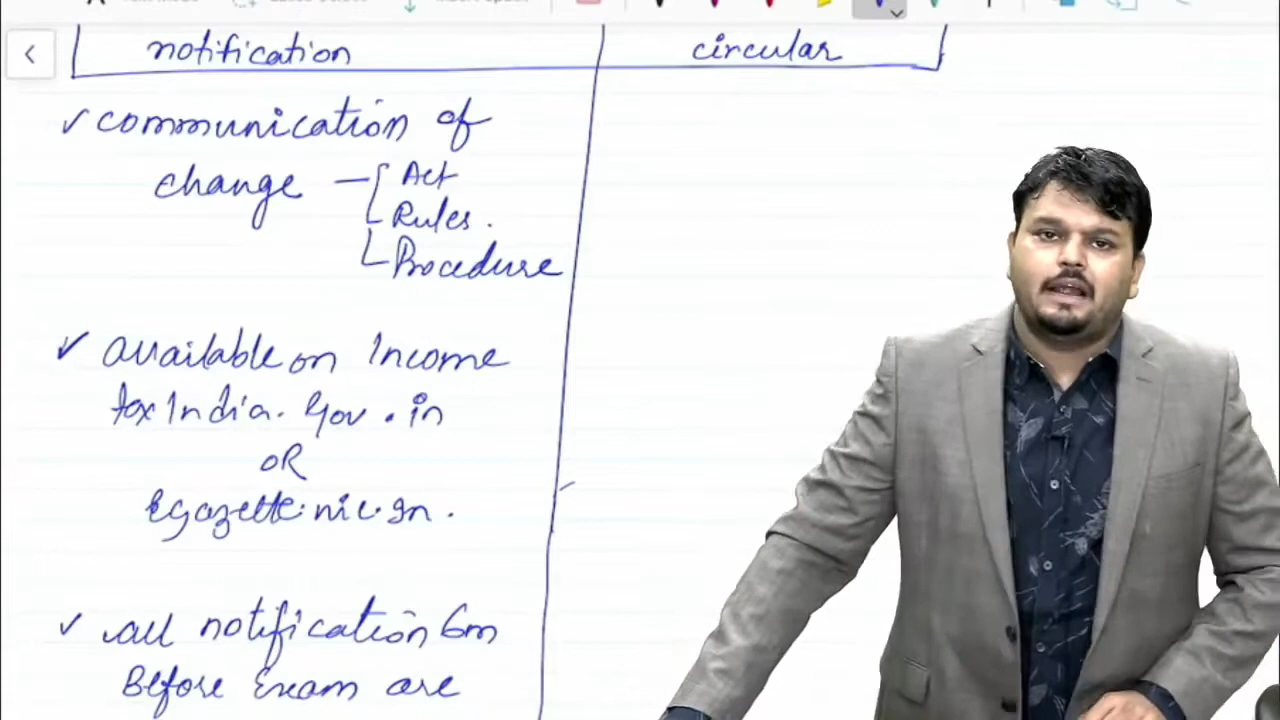 notification
circular
✓ communication of
change — Act
Rules.
Procedure
✓ available on Income
tax India. Gov. in
OR
Egazette. nic. In.
✓ all notification 6m
Before Exam are